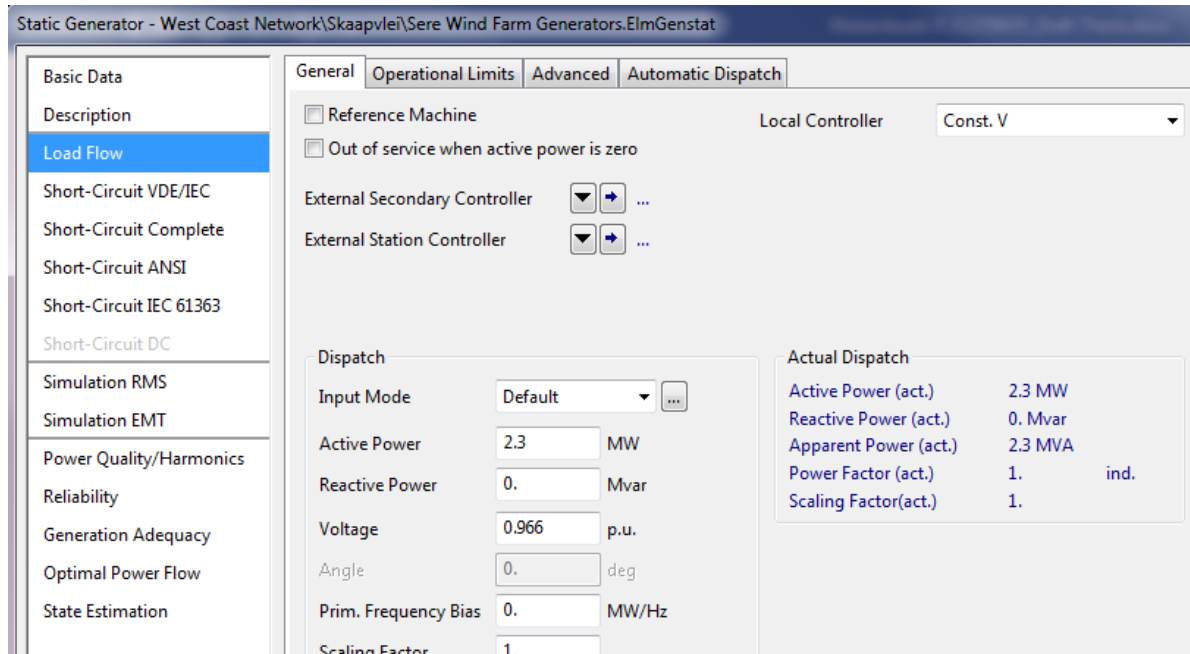 Static Generator - West Coast Network\Skaapvlei\Sere Wind Farm Generators.ElmGenstat
Basic Data
Description
Load Flow
Short-Circuit VDE/IEC
Short-Circuit Complete
Short-Circuit ANSI
Short-Circuit IEC 61363
Short-Circuit DC
Simulation RMS
Simulation EMT
Power Quality/Harmonics
Reliability
Generation Adequacy
Optimal Power Flow
State Estimation
General Operational Limits Advanced Automatic Dispatch
Reference Machine
Local Controller Const. V
Out of service when active power is zero
External Secondary Controller ...
External Station Controller ...
Dispatch
Input Mode Default ...
Active Power 2.3 MW
Reactive Power 0. Mvar
Voltage 0.966 p.u.
Angle 0. deg
Prim. Frequency Bias 0. MW/Hz
Scaling Factor 1.
Actual Dispatch
Active Power (act.) 2.3 MW
Reactive Power (act.) 0. Mvar
Apparent Power (act.) 2.3 MVA
Power Factor (act.) 1. ind.
Scaling Factor(act.) 1.